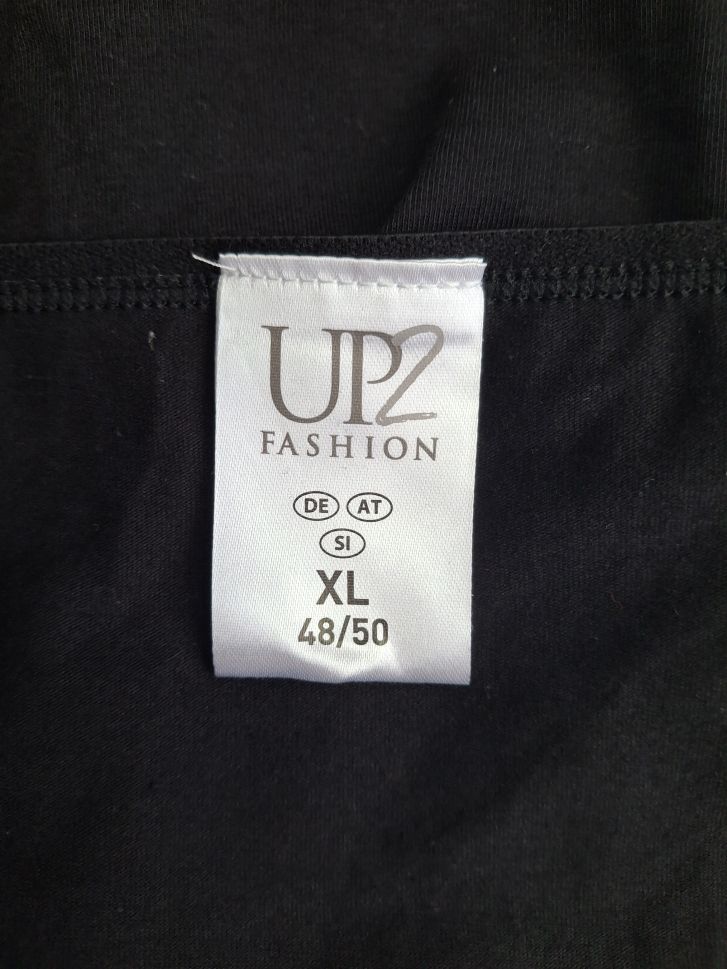 UP2
FASHION
DE AT
SI
XL
48/50